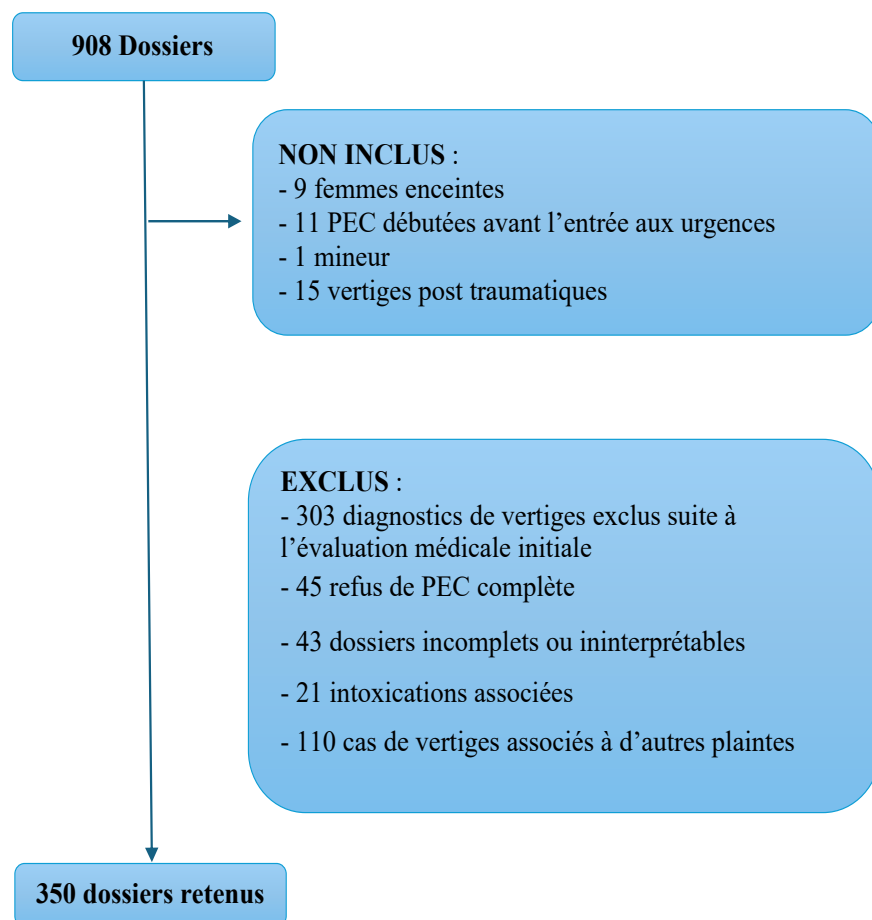 908 Dossiers
NON INCLUS :
- 9 femmes enceintes
- 11 PEC débutées avant l’entrée aux urgences
- 1 mineur
- 15 vertiges post traumatiques
EXCLUS :
- 303 diagnostics de vertiges exclus suite à
l’évaluation médicale initiale
- 45 refus de PEC complète
- 43 dossiers incomplets ou ininterprétables
- 21 intoxications associées
- 110 cas de vertiges associés à d’autres plaintes
350 dossiers retenus